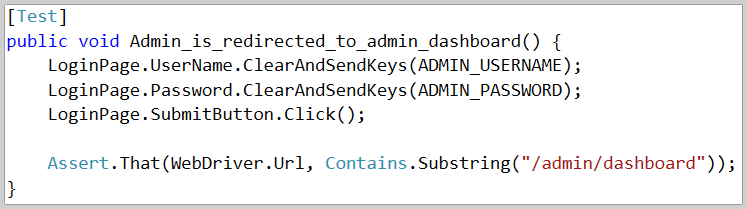 [Test]
public void Admin_is_redirected_to_admin_dashboard() {
    LoginPage.UserName.ClearAndSendKeys(ADMIN_USERNAME);
    LoginPage.Password.ClearAndSendKeys(ADMIN_PASSWORD);
    LoginPage.SubmitButton.Click();

    Assert.That(WebDriver.Url, Contains.Substring("/admin/dashboard"));
}